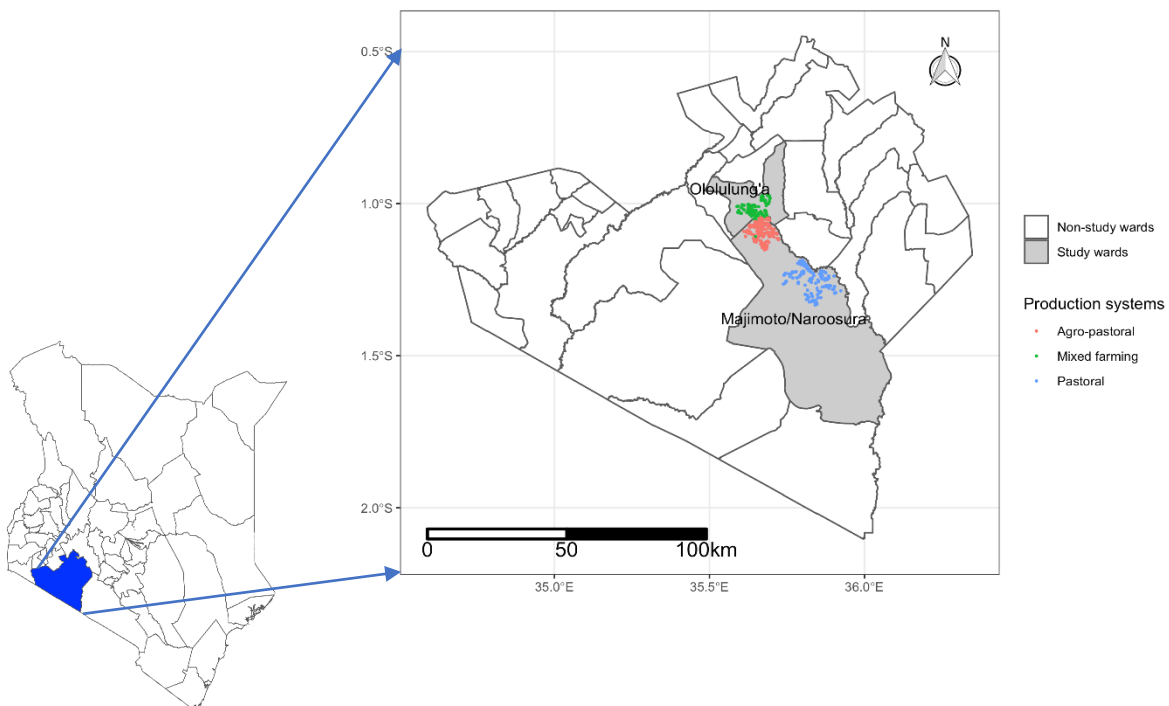 N
0.5°S
1.0°S
1.5°S
2.0°S
Ololulung'a
Majimoto/Naroosura
0 50 100km
35.0°E 35.5°E 36.0°E
Non-study wards
Study wards
Production systems
Agro-pastoral
Mixed farming
Pastoral